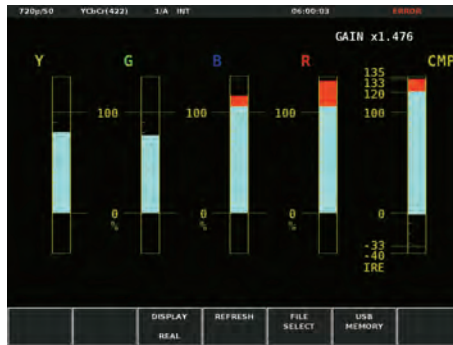 720p/50 YCbCr(422) 1/A INT 06:00:03 ERROR
GAIN x1.476
Y G B R CMP
135
133
120
100 100 100 100
0 0 0 0
% % %
-33
-40
IRE
DISPLAY REFRESH FILE SELECT USB MEMORY
REAL